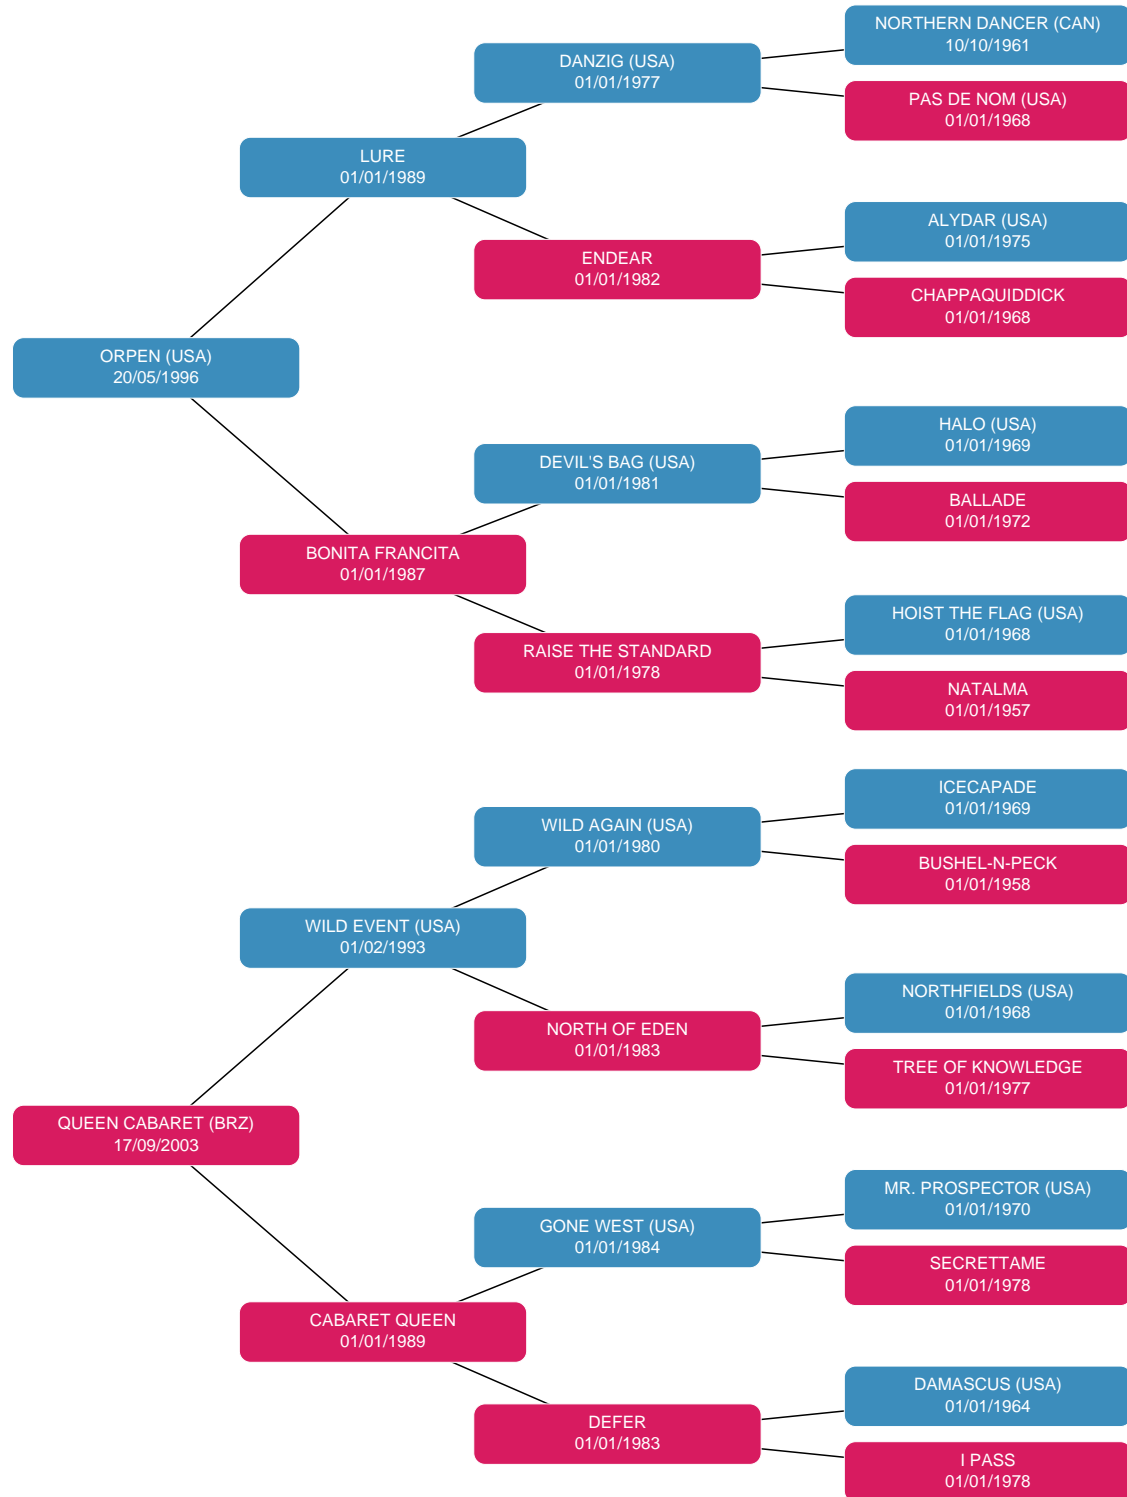 NORTHERN DANCER (CAN)
10/10/1961
DANZIG (USA)
01/01/1977
PAS DE NOM (USA)
01/01/1968
LURE
01/01/1989
ALYDAR (USA)
01/01/1975
ENDEAR
01/01/1982
CHAPPAQUIDDICK
01/01/1968
ORPEN (USA)
20/05/1996
HALO (USA)
01/01/1969
DEVIL'S BAG (USA)
01/01/1981
BALLADE
01/01/1972
BONITA FRANCITA
01/01/1987
HOIST THE FLAG (USA)
01/01/1968
RAISE THE STANDARD
01/01/1978
NATALMA
01/01/1957
ICECAPADE
01/01/1969
WILD AGAIN (USA)
01/01/1980
BUSHEL-N-PECK
01/01/1958
WILD EVENT (USA)
01/02/1993
NORTHFIELDS (USA)
01/01/1968
NORTH OF EDEN
01/01/1983
TREE OF KNOWLEDGE
01/01/1977
QUEEN CABARET (BRZ)
17/09/2003
MR. PROSPECTOR (USA)
01/01/1970
GONE WEST (USA)
01/01/1984
SECRETTAME
01/01/1978
CABARET QUEEN
01/01/1989
DAMASCUS (USA)
01/01/1964
DEFER
01/01/1983
I PASS
01/01/1978